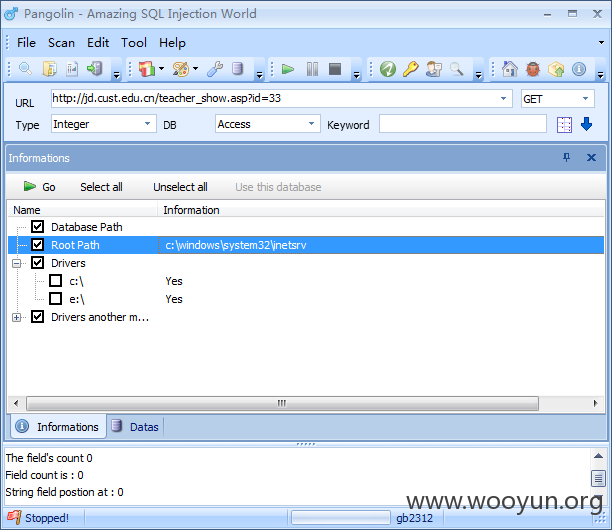 Pangolin - Amazing SQL Injection World
File Scan Edit Tool Help
URL http://jd.cust.edu.cn/teacher_show.asp?id=33 GET
Type Integer DB Access Keyword
Informations
Go Select all Unselect all Use this database
Name Information
Database Path
Root Path c:\windows\system32\inetsrv
Drivers
c:\ Yes
e:\ Yes
Drivers another m...
Informations Datas
The field's count 0
Field count is : 0
String field postion at : 0
www.wooyun.org
Stopped! gb2312